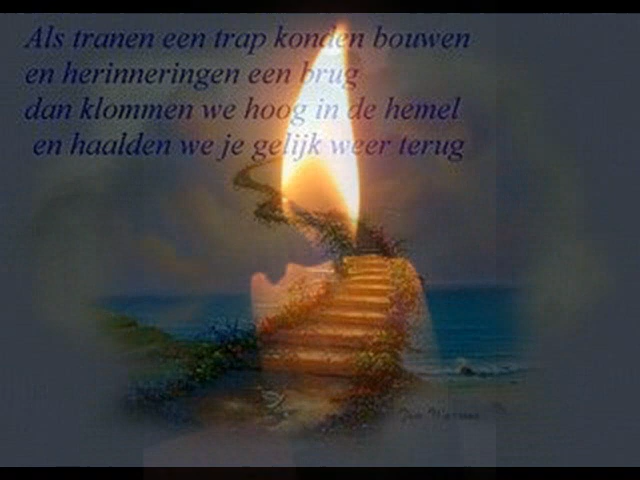 Als tranen een trap konden bouwen
en herinneringen een brug
dan klommen we hoog in de hemel
en haalden we je gelijk weer terug